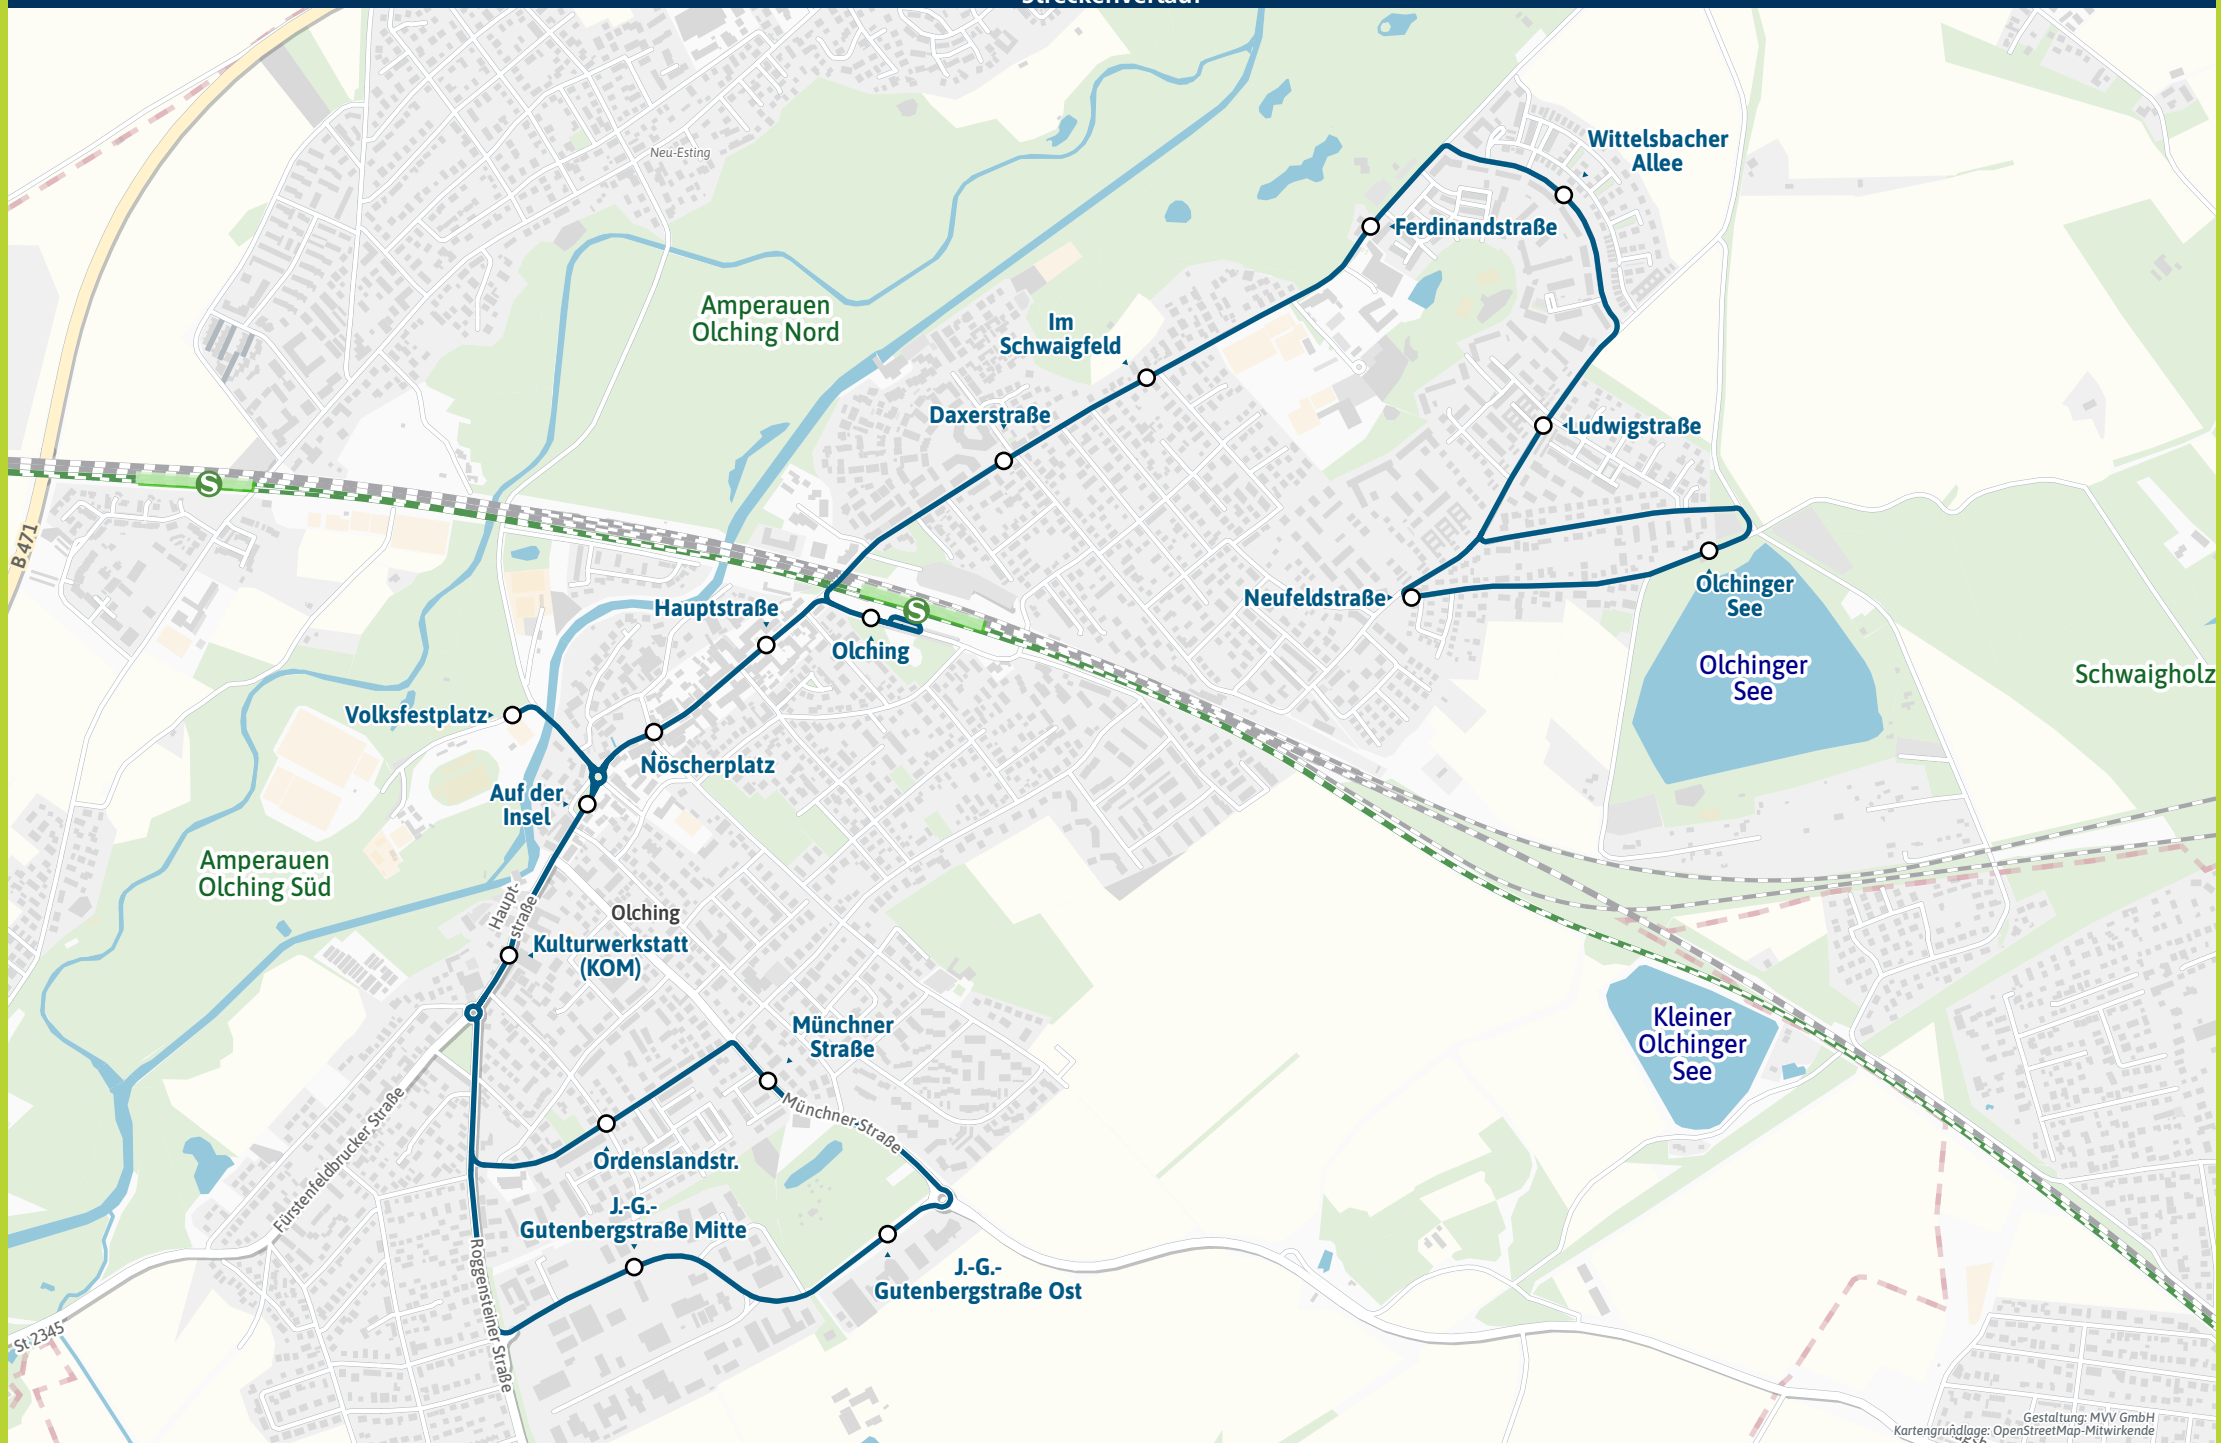 Streckenverlauf
Neu-Esting
Wittelsbacher
Allee
Ferdinandstraße
Amperauen
Olching Nord
Im
Schwaigfeld
Daxerstraße
Ludwigstraße
S
B 471
S
Hauptstraße
Olching
Neufeldstraße
Olchinger
See
Olchinger
See
Schwaigholz
Volksfestplatz
Nöscherplatz
Auf der
Insel
Amperauen
Olching Süd
Haupt-
straße
Olching
Kulturwerkstatt
(KOM)
Kleiner
Olchinger
See
Münchner
Straße
Münchner Straße
Fürstenfeldbrucker Straße
Ordenslandstr.
J.-G.-
Gutenbergstraße Mitte
Roggensteiner Straße
J.-G.-
Gutenbergstraße Ost
St 2345
Gestaltung: MVV GmbH
Kartengrundlage: OpenStreetMap-Mitwirkende